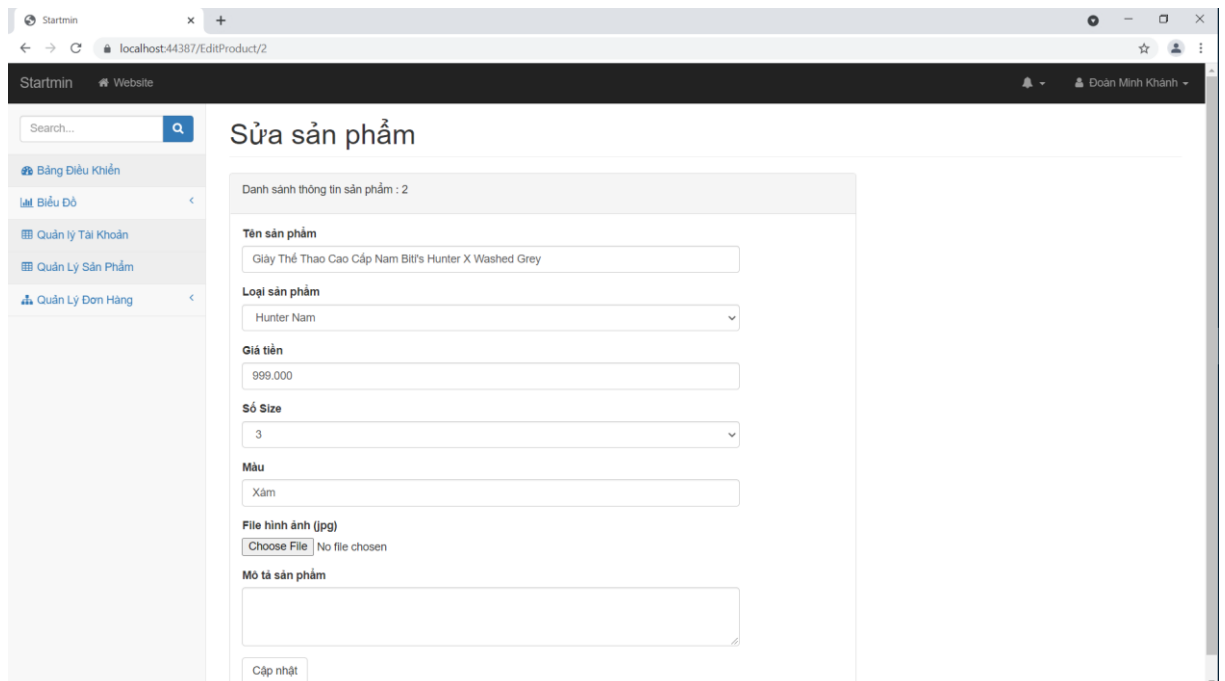 Startmin
localhost:44387/EditProduct/2
Startmin Website Đoàn Minh Khánh
Search...
Sửa sản phẩm
Bảng Điều Khiển
Biểu Đồ
Quản lý Tài Khoản
Quản Lý Sản Phẩm
Quản Lý Đơn Hàng
Danh sánh thông tin sản phẩm : 2
Tên sản phẩm
Giày Thể Thao Cao Cấp Nam Biti's Hunter X Washed Grey
Loại sản phẩm
Hunter Nam
Giá tiền
999.000
Số Size
3
Màu
Xám
File hình ảnh (jpg)
Choose File No file chosen
Mô tả sản phẩm
Cập nhật